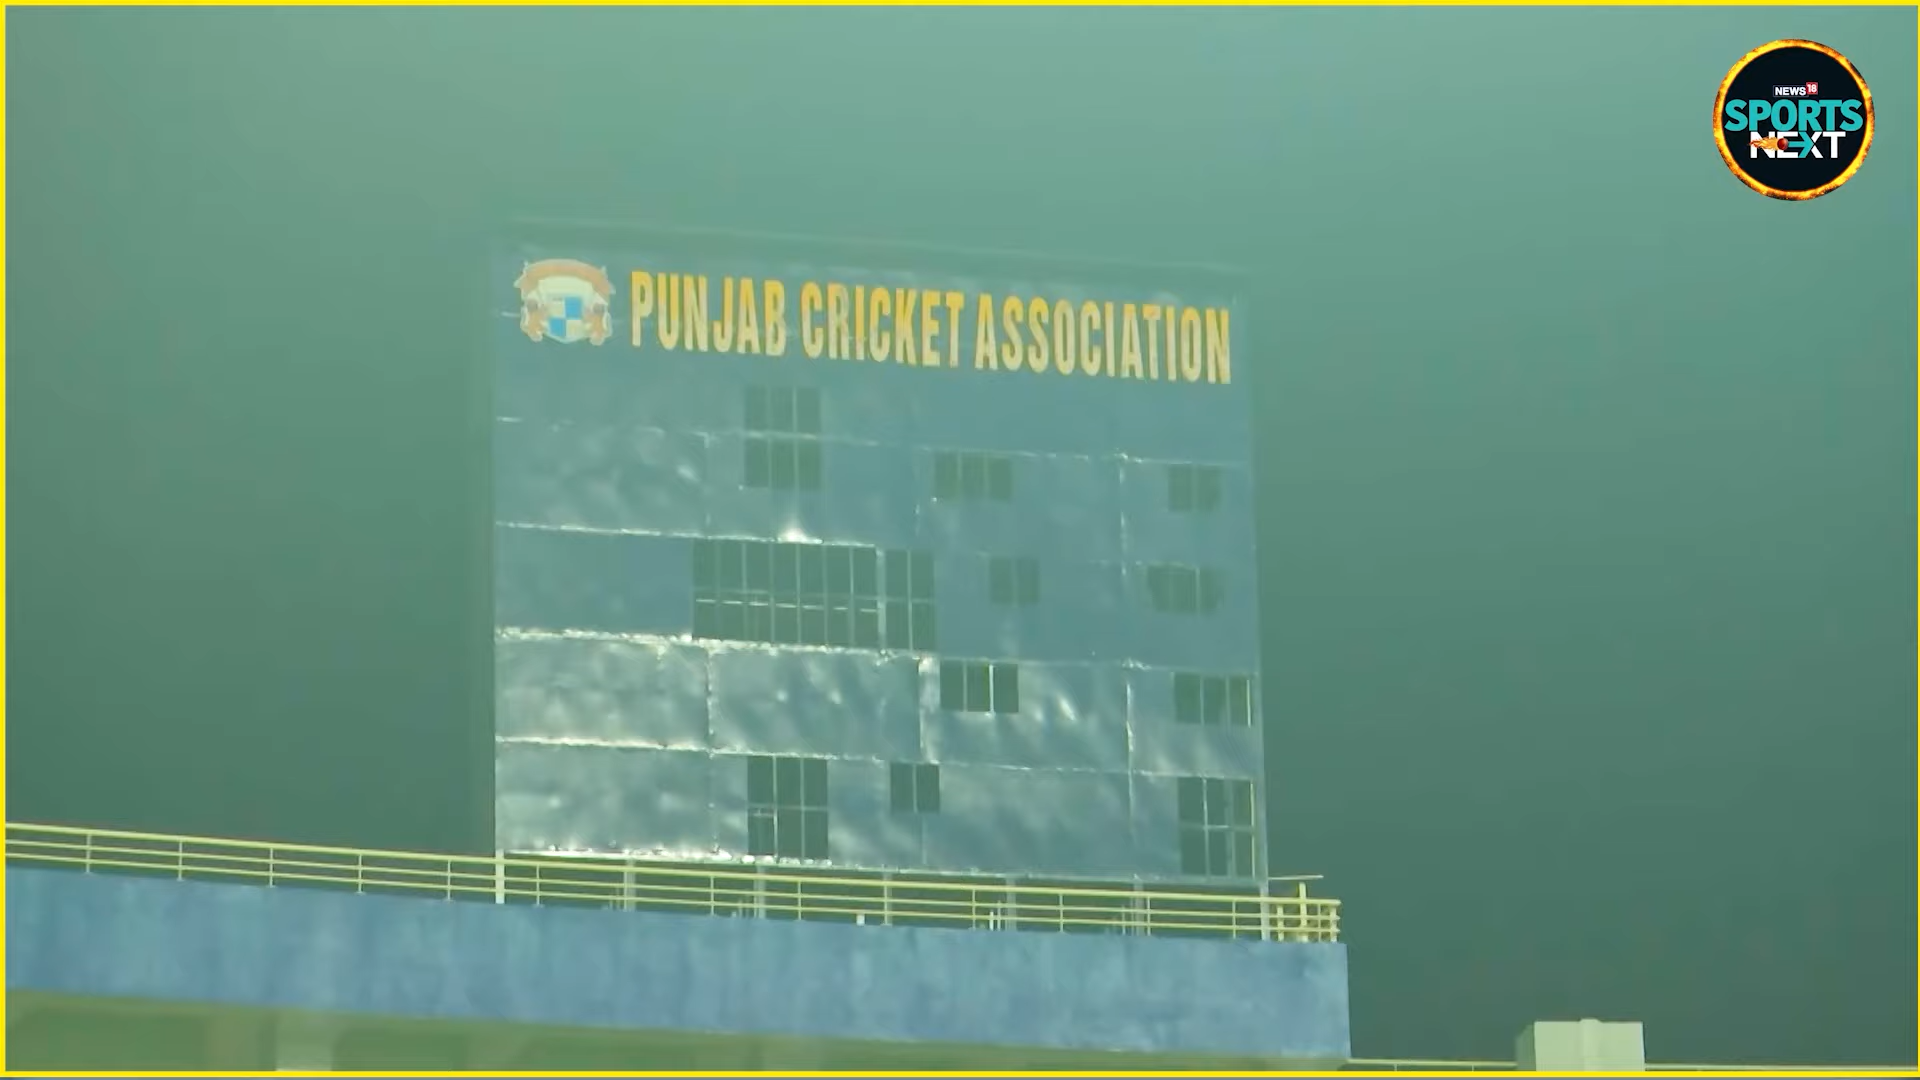 NEWS18
SPORTS
NEXT
PUNJAB CRICKET ASSOCIATION